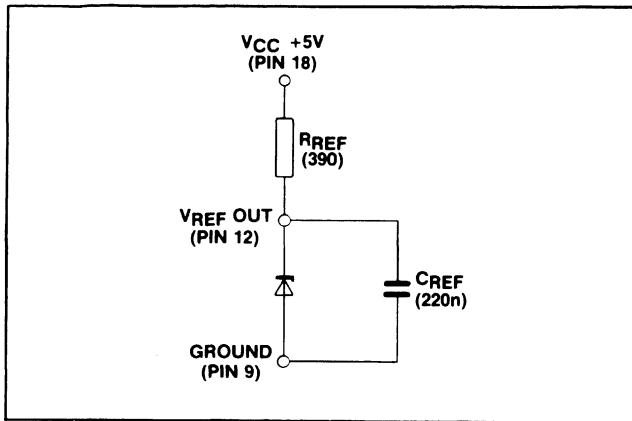 VCC +5V
(PIN 18)
RREF
(390)
VREF OUT
(PIN 12)
CREF
(220n)
GROUND
(PIN 9)